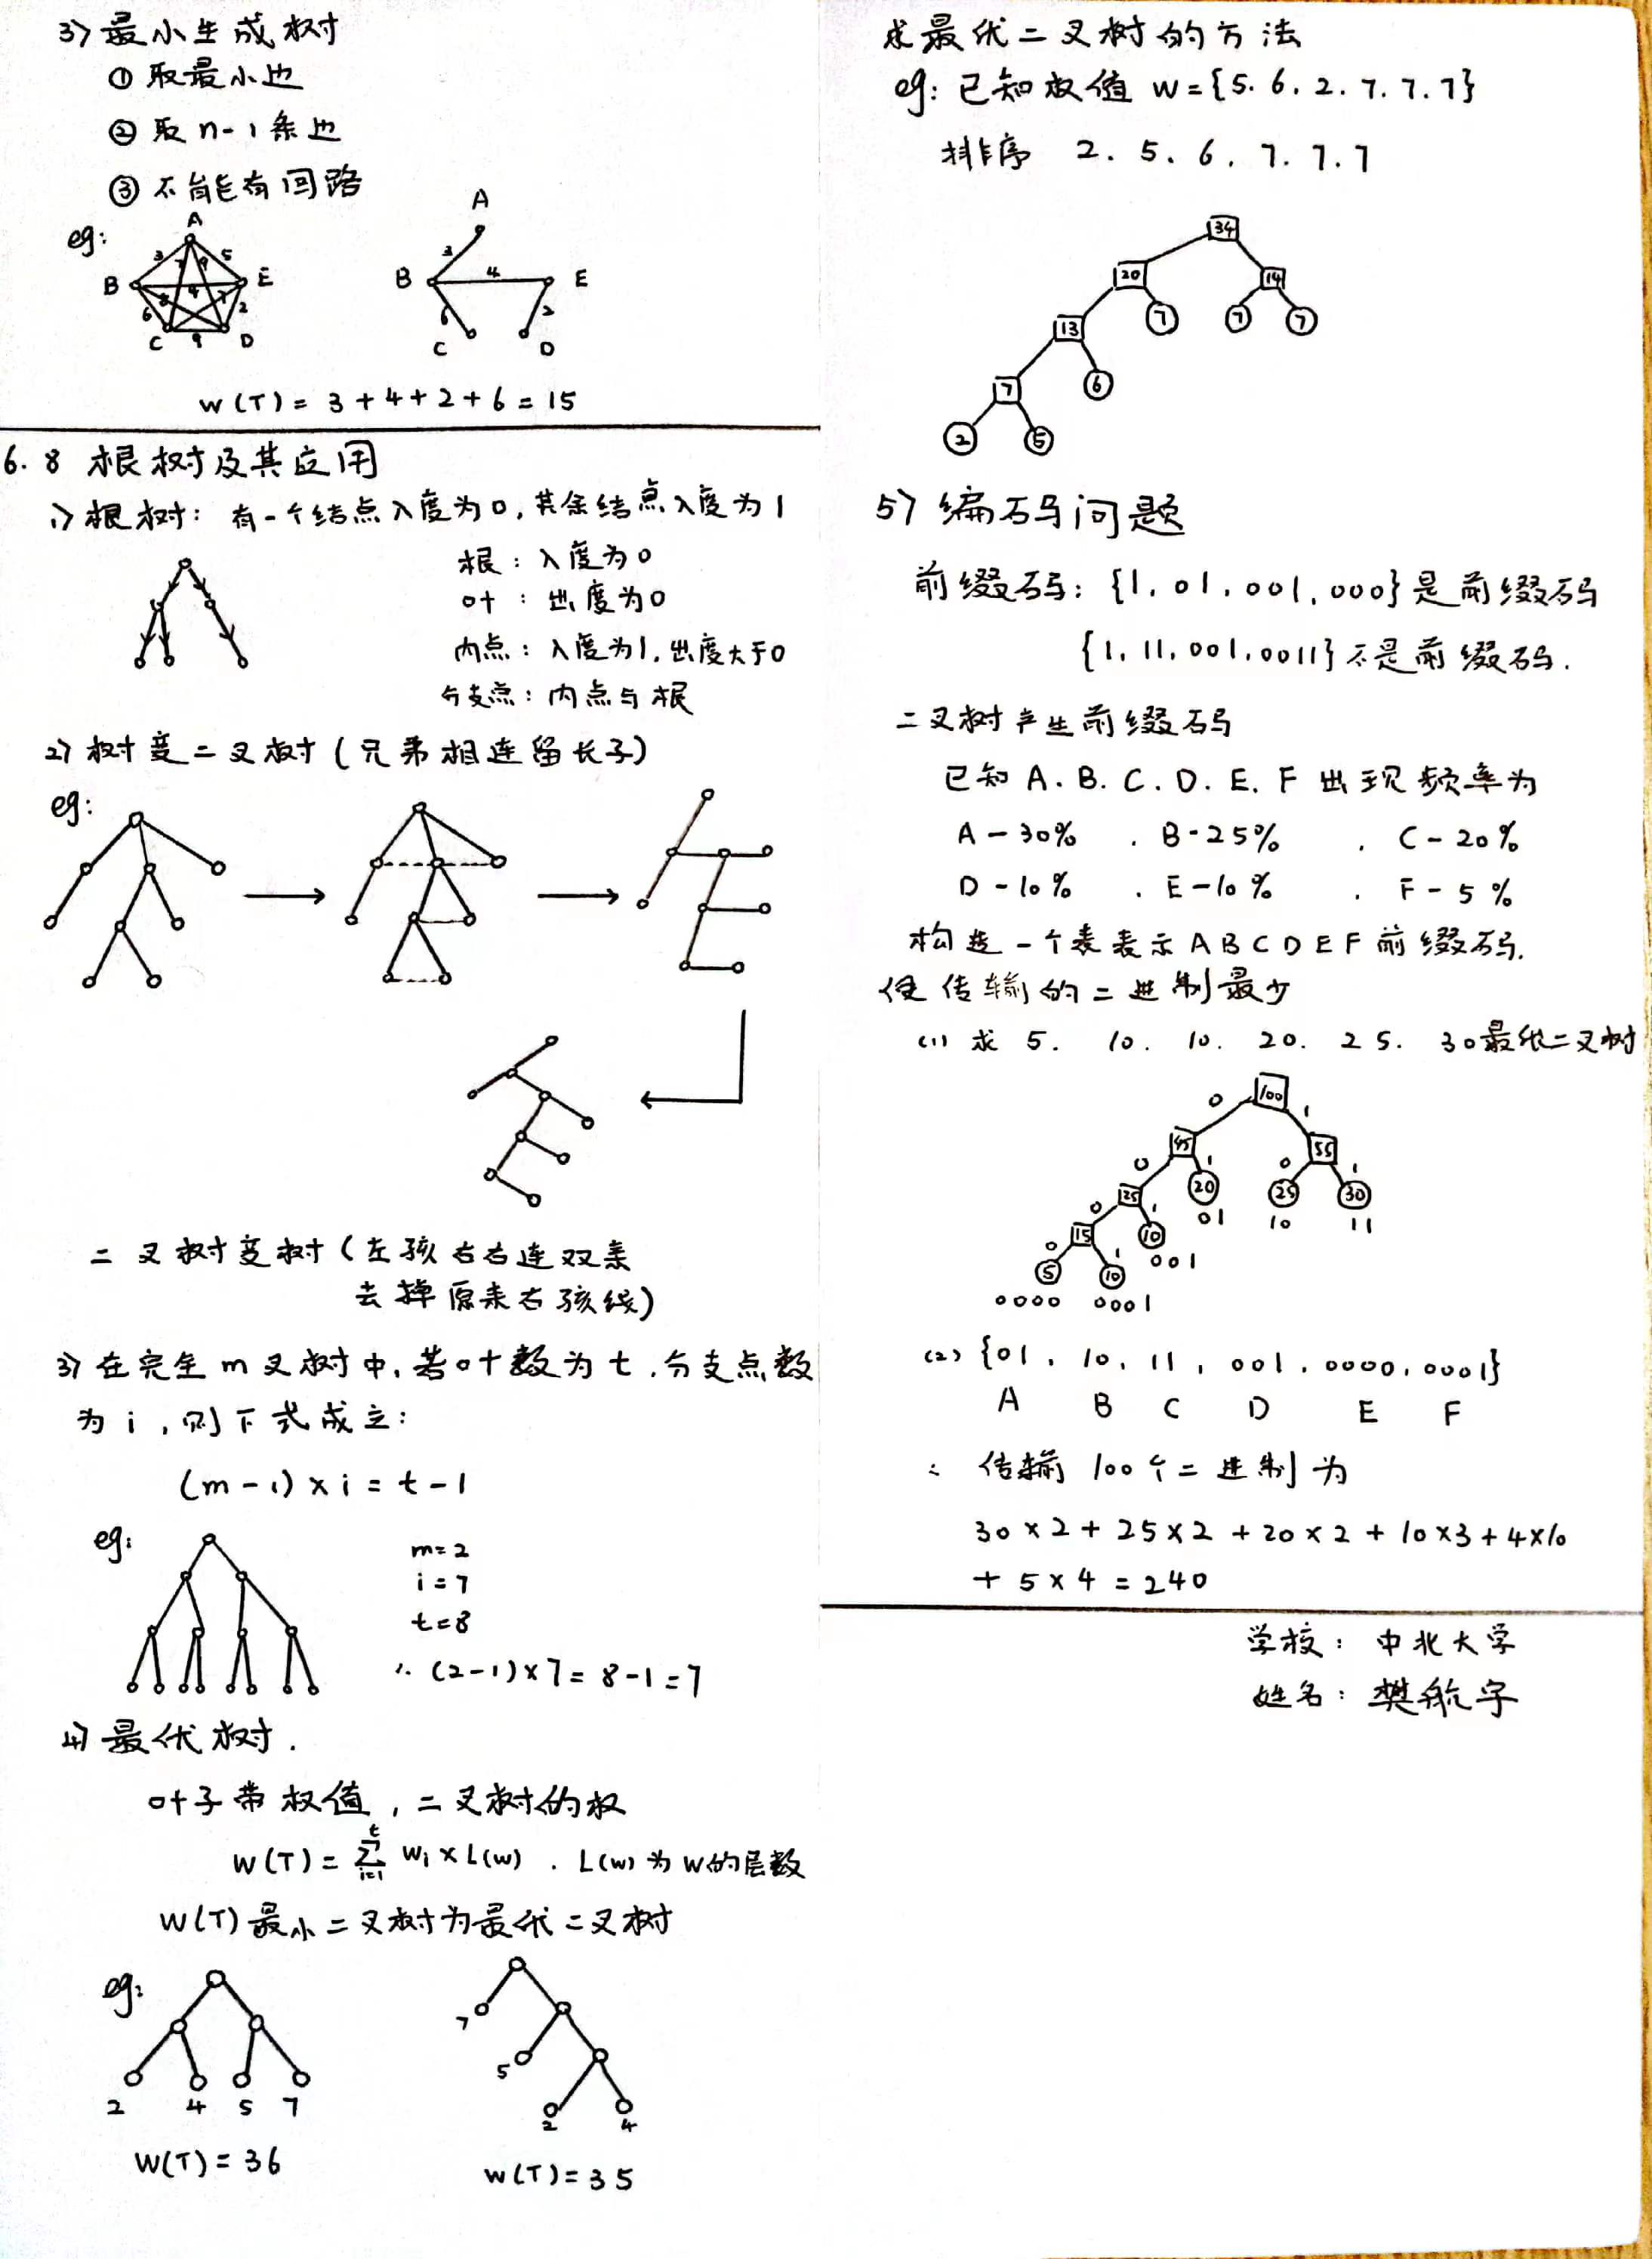 3) 最小生成树
① 取最小边
② 取 n-1 条边
③ 不能有回路
eg:
A
B
E
C
D
3
7
9
5
8
4
7
6
2
9
A
B
E
C
D
3
4
6
2
W(T) = 3+4+2+6 = 15
6.8 根树及其应用
1) 根树: 有一个结点入度为0, 其余结点入度为1
根: 入度为0
叶: 出度为0
内点: 入度为1, 出度大于0
分支点: 内点与根
2) 树变二叉树(兄弟相连留长子)
eg:
二叉树变树(左孩右右连双亲
去掉原来右孩线)
3) 在完全m叉树中, 若叶数为t, 分支点数
为i, 则下式成立:
(m-1)×i = t-1
eg:
m=2
i=7
t=8
∴ (2-1)×7 = 8-1 = 7
4) 最优树.
叶子带权值, 二叉树的权
W(T) = ∑ᵗᵢ₌₁ Wi × L(w) . L(w) 为 W的层数
W(T)最小二叉树为最优二叉树
eg:
2 4 5 7
W(T) = 36
7
5
2 4
W(T) = 35
求最优二叉树的方法
eg: 已知权值 W={5.6.2.7.7.7}
排序 2. 5. 6. 7. 7. 7
34
20 14
13 7 7 7
7 6
2 5
5) 编码问题
前缀码: {1, 01, 001, 000}是前缀码
{1, 11, 001, 0011}不是前缀码.
二叉树产生前缀码
已知 A.B.C.D.E.F 出现频率为
A-30% . B-25% . C-20%
D-10% . E-10% . F-5%
构造一个表表示 ABCDEF 前缀码.
使传输的二进制最少
(1) 求 5. 10. 10. 20. 25. 30最优二叉树
100
0 1
45 55
0 1 0 1
25 20 25 30
01 10 11
0 1
15 10
001
0 1
5 10
0000 0001
(2) {01, 10, 11, 001, 0000, 0001}
A B C D E F
∴ 传输 100个二进制为
30×2+25×2+20×2+10×3+4×10
+5×4=240
学校: 中北大学
姓名: 樊航宇